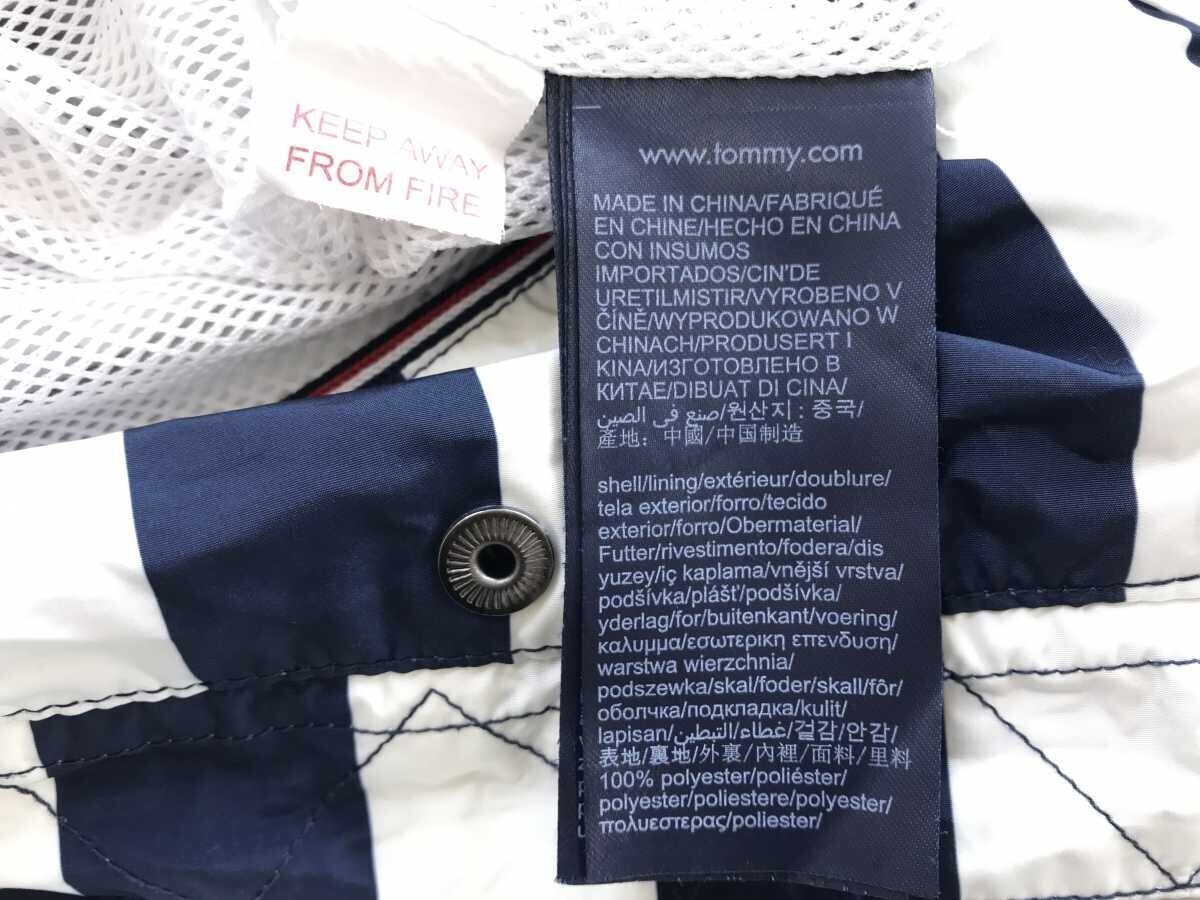 KEEP AWAY
FROM FIRE
www.tommy.com
MADE IN CHINA/FABRIQUÉ
EN CHINE/HECHO EN CHINA
CON INSUMOS
IMPORTADOS/CIN'DE
URETILMISTIR/VYROBENO V
ČÍNĚ/WYPRODUKOWANO W
CHINACH/PRODUSERT I
KINA/ИЗГОТОВЛЕНО В
КИТАЕ/DIBUAT DI CINA/
صنع في الصين/원산지 : 중국/
產地：中國/中国制造
shell/lining/extérieur/doublure/
tela exterior/forro/tecido
exterior/forro/Obermaterial/
Futter/rivestimento/fodera/dis
yuzey/iç kaplama/vnější vrstva/
podšívka/plášť/podšívka/
yderlag/for/buitenkant/voering/
καλυμμα/εσωτερικη επενδυση/
warstwa wierzchnia/
podszewka/skal/foder/skall/fôr/
оболчка/подкладка/kulit/
lapisan/غطاء/التبطين/겉감/안감/
表地/裏地/外裏/內裡/面料/里料
100% polyester/poliéster/
polyester/poliestere/polyester/
πολυεστερας/poliester/